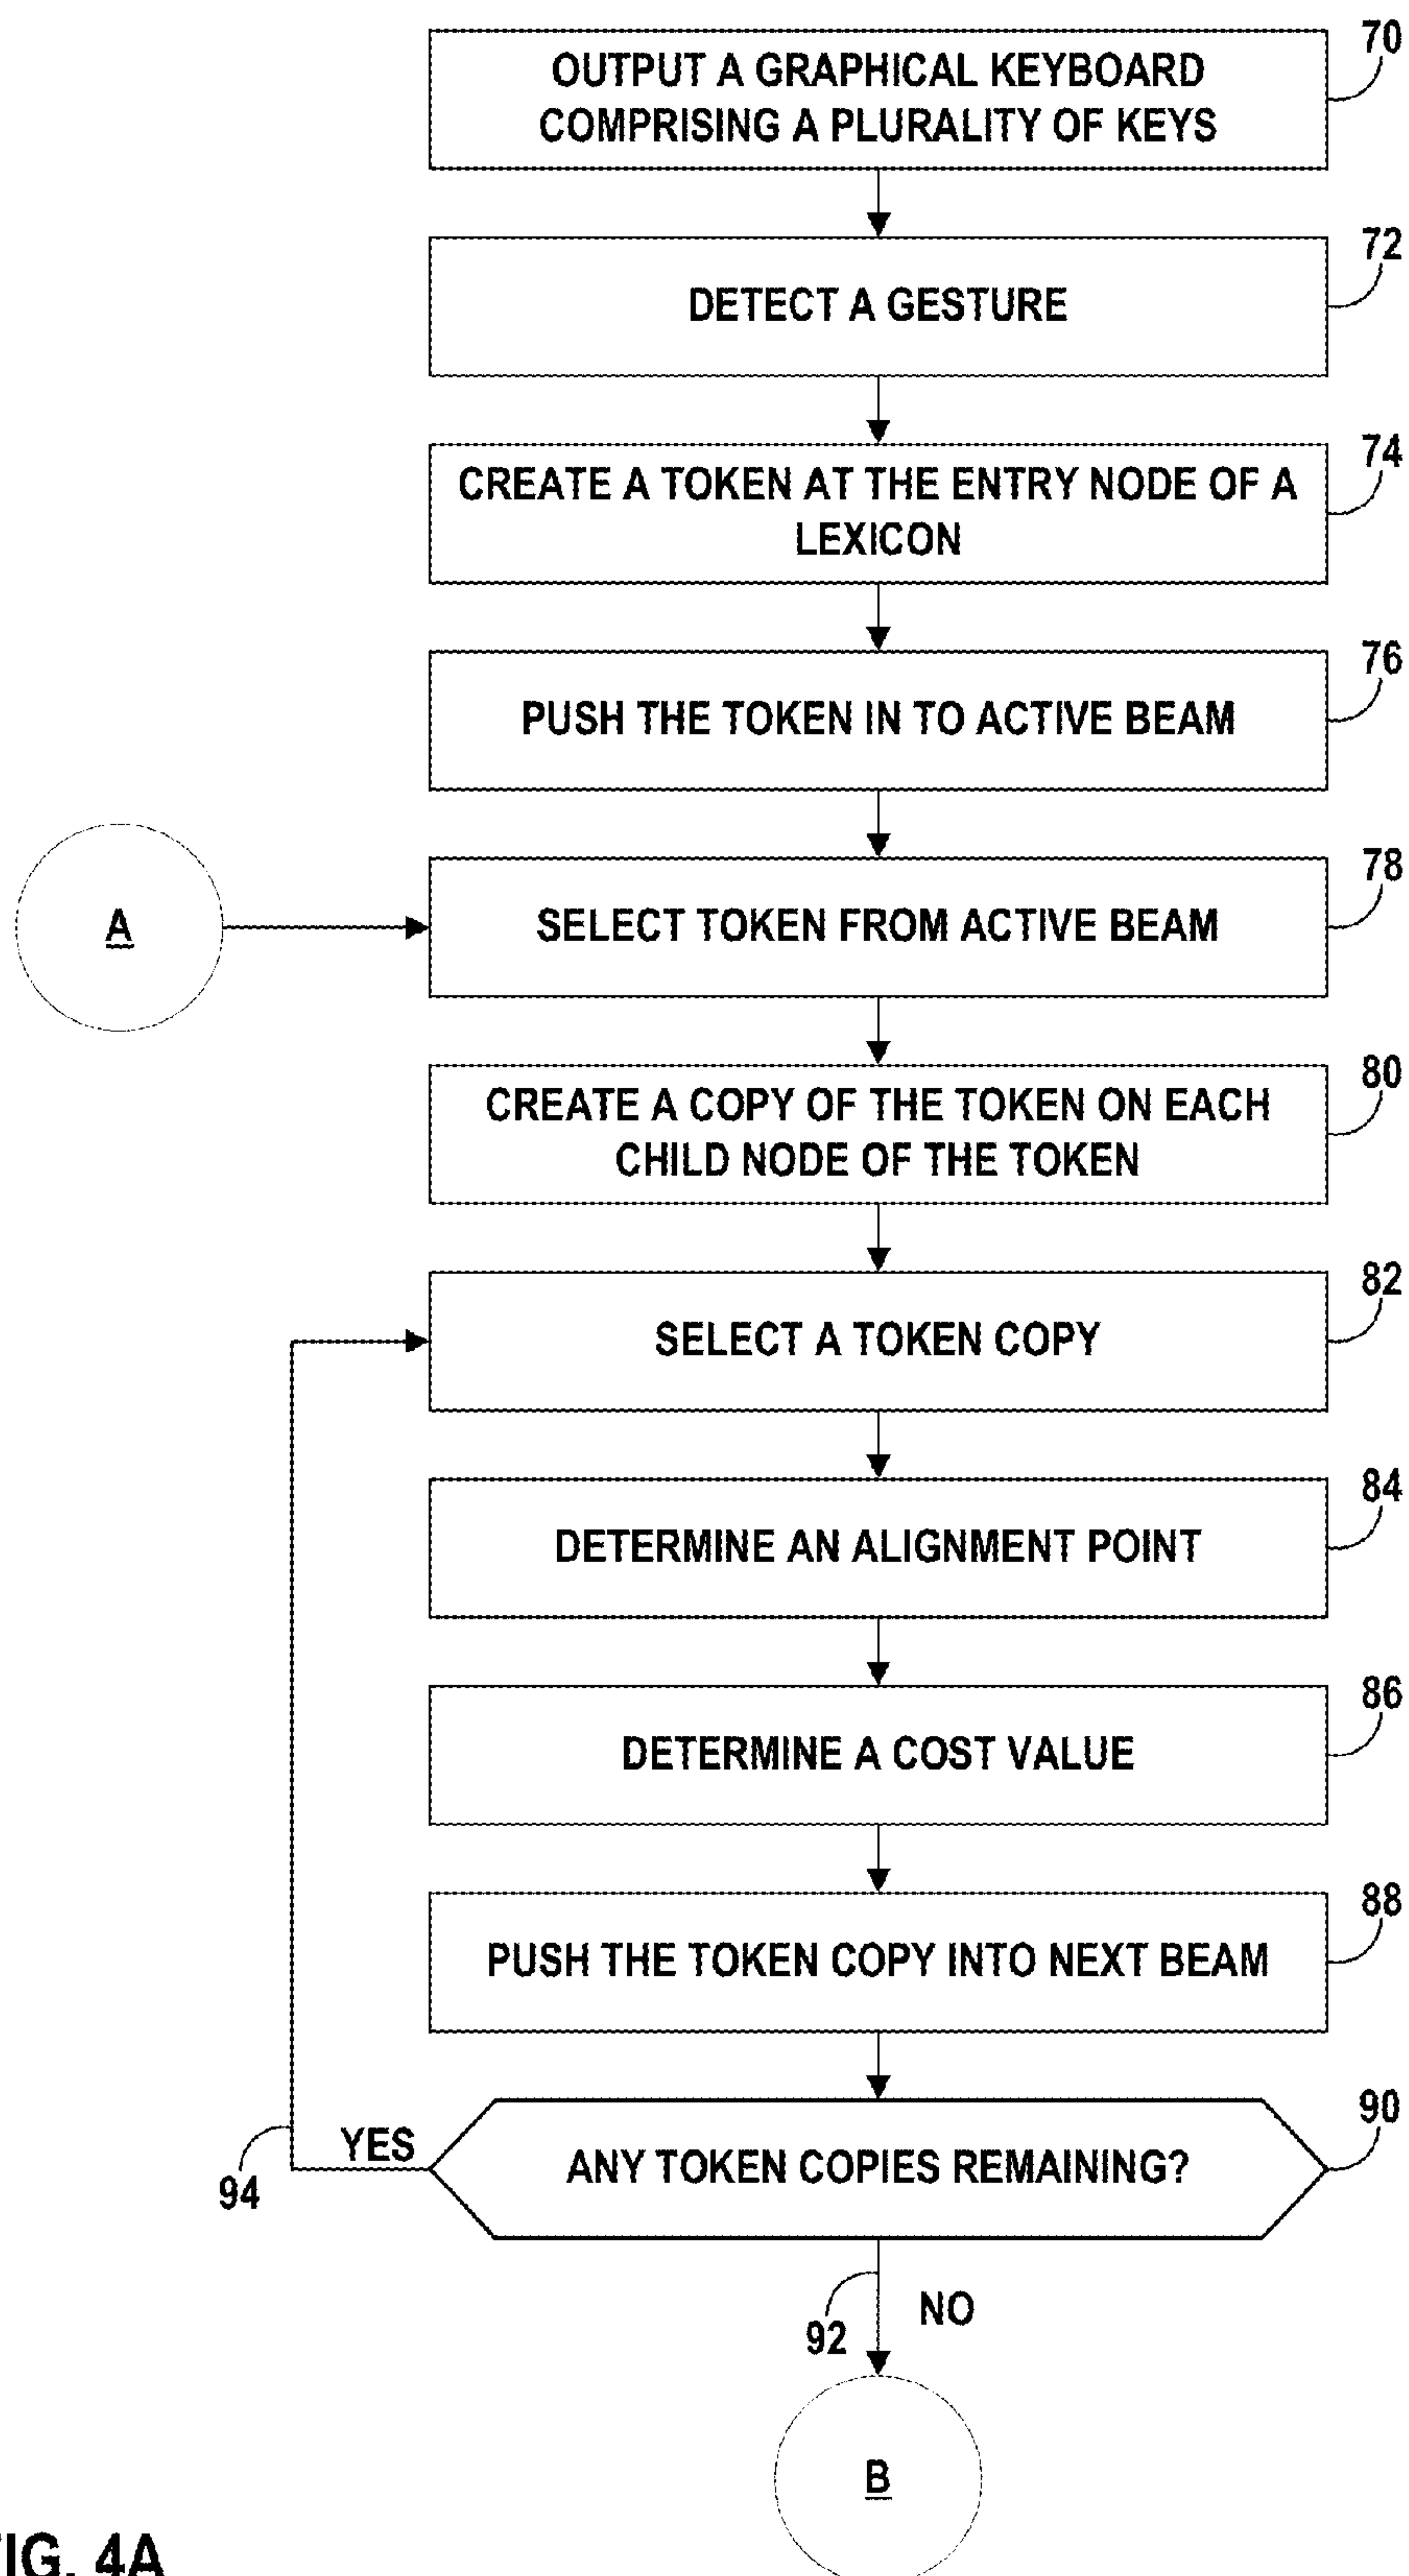 70
OUTPUT A GRAPHICAL KEYBOARD
COMPRISING A PLURALITY OF KEYS
72
DETECT A GESTURE
74
CREATE A TOKEN AT THE ENTRY NODE OF A
LEXICON
76
PUSH THE TOKEN IN TO ACTIVE BEAM
78
A
SELECT TOKEN FROM ACTIVE BEAM
80
CREATE A COPY OF THE TOKEN ON EACH
CHILD NODE OF THE TOKEN
82
SELECT A TOKEN COPY
84
DETERMINE AN ALIGNMENT POINT
86
DETERMINE A COST VALUE
88
PUSH THE TOKEN COPY INTO NEXT BEAM
90
YES
ANY TOKEN COPIES REMAINING?
94
NO
92
B
IG. 4A